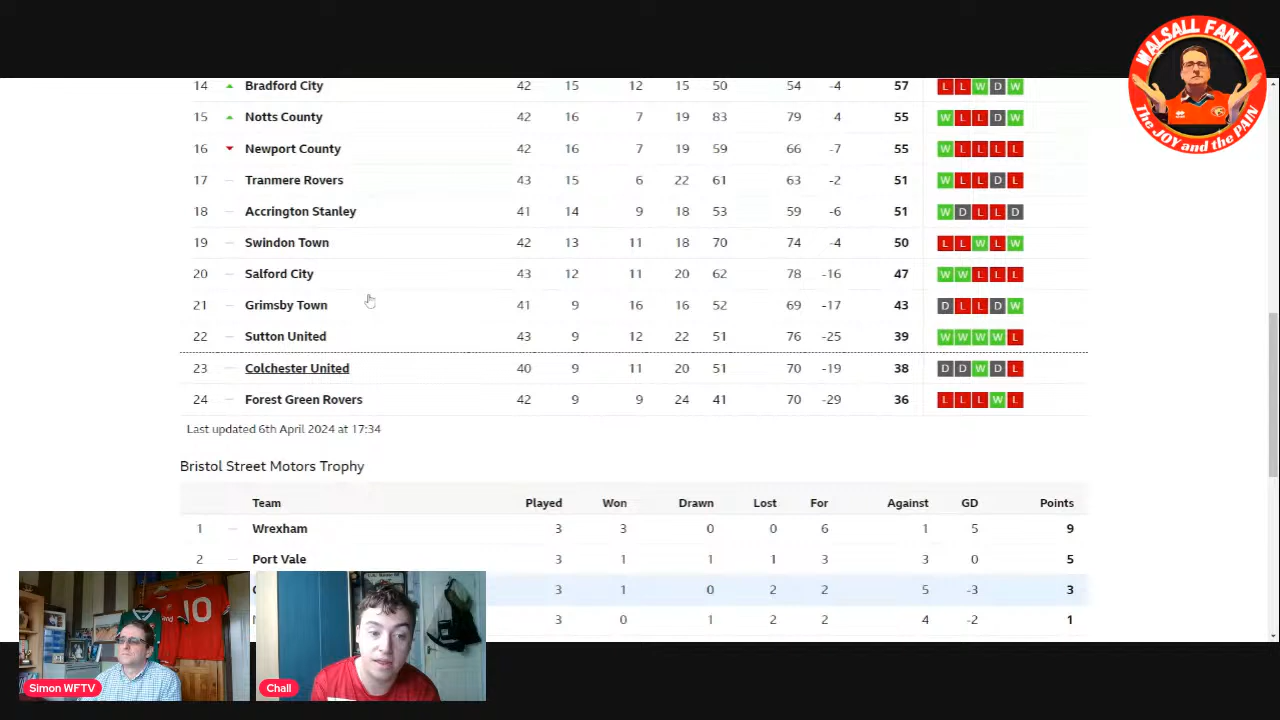 WALSALL FAN TV
The JOY and the PAIN
14 Bradford City 42 15 12 15 50 54 -4 57 L L W D W
15 Notts County 42 16 7 19 83 79 4 55 W L L D W
16 Newport County 42 16 7 19 59 66 -7 55 W L L L L
17 Tranmere Rovers 43 15 6 22 61 63 -2 51 W L L D L
18 Accrington Stanley 41 14 9 18 53 59 -6 51 W D L L D
19 Swindon Town 42 13 11 18 70 74 -4 50 L L W L W
20 Salford City 43 12 11 20 62 78 -16 47 W W L L L
21 Grimsby Town 41 9 16 16 52 69 -17 43 D L L D W
22 Sutton United 43 9 12 22 51 76 -25 39 W W W W L
23 Colchester United 40 9 11 20 51 70 -19 38 D D W D L
24 Forest Green Rovers 42 9 9 24 41 70 -29 36 L L L W L
Last updated 6th April 2024 at 17:34
Bristol Street Motors Trophy
Team Played Won Drawn Lost For Against GD Points
1 Wrexham 3 3 0 0 6 1 5 9
2 Port Vale 3 1 1 1 3 3 0 5
3 1 0 2 2 5 -3 3
3 0 1 2 2 4 -2 1
10
Simon WFTV
Chall